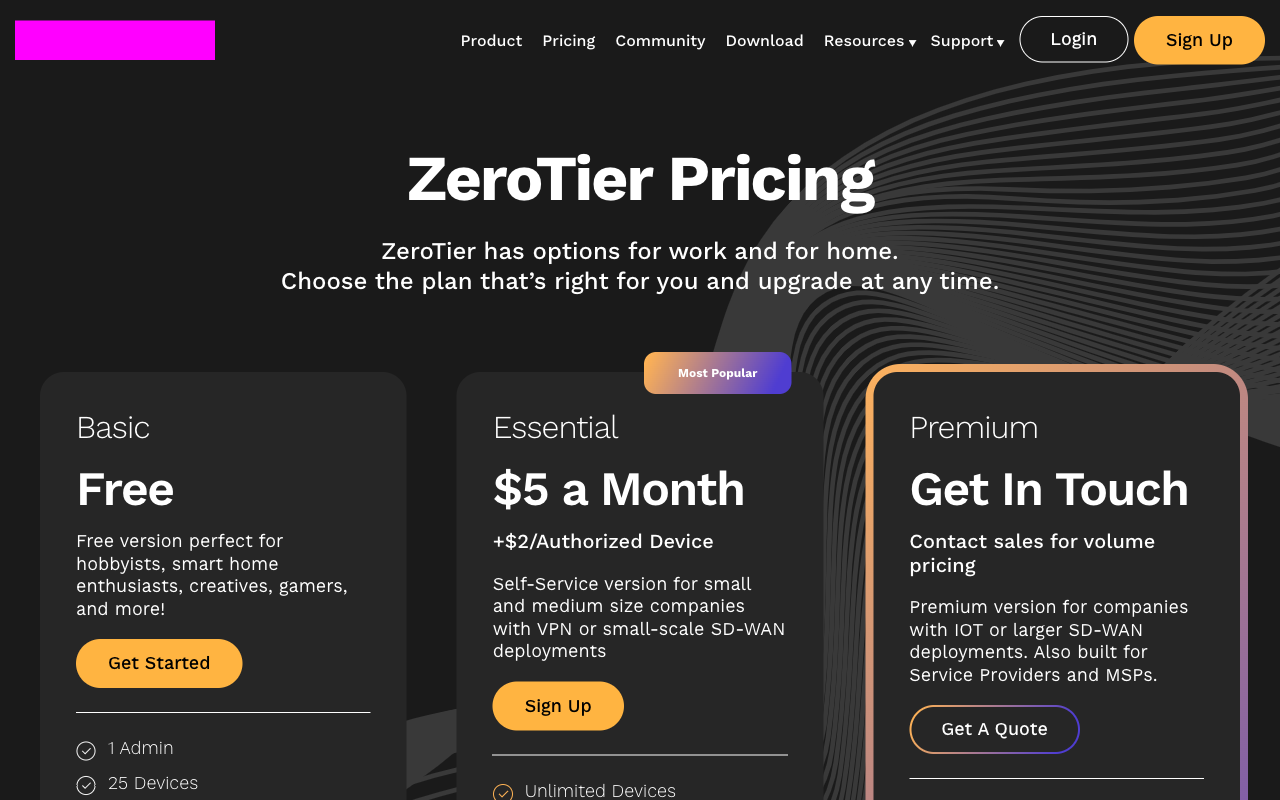 Product Pricing Community Download Resources ▾ Support ▾ Login Sign Up
ZeroTier Pricing
ZeroTier has options for work and for home.
Choose the plan that’s right for you and upgrade at any time.
Basic
Free
Free version perfect for
hobbyists, smart home
enthusiasts, creatives, gamers,
and more!
Get Started
1 Admin
25 Devices
Most Popular
Essential
$5 a Month
+$2/Authorized Device
Self-Service version for small
and medium size companies
with VPN or small-scale SD-WAN
deployments
Sign Up
Unlimited Devices
Premium
Get In Touch
Contact sales for volume
pricing
Premium version for companies
with IOT or larger SD-WAN
deployments. Also built for
Service Providers and MSPs.
Get A Quote